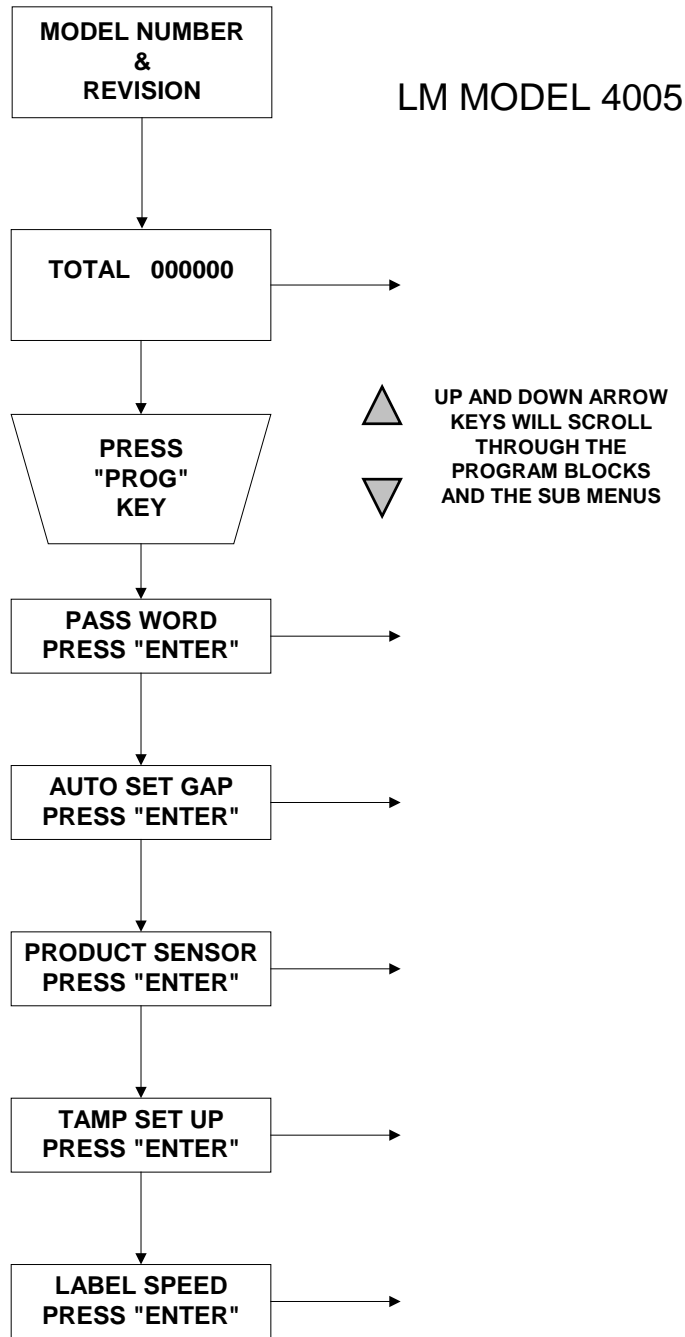 MODEL NUMBER
&
REVISION
LM MODEL 4005
TOTAL 000000
UP AND DOWN ARROW
KEYS WILL SCROLL
THROUGH THE
PROGRAM BLOCKS
AND THE SUB MENUS
PRESS
"PROG"
KEY
PASS WORD
PRESS "ENTER"
AUTO SET GAP
PRESS "ENTER"
PRODUCT SENSOR
PRESS "ENTER"
TAMP SET UP
PRESS "ENTER"
LABEL SPEED
PRESS "ENTER"